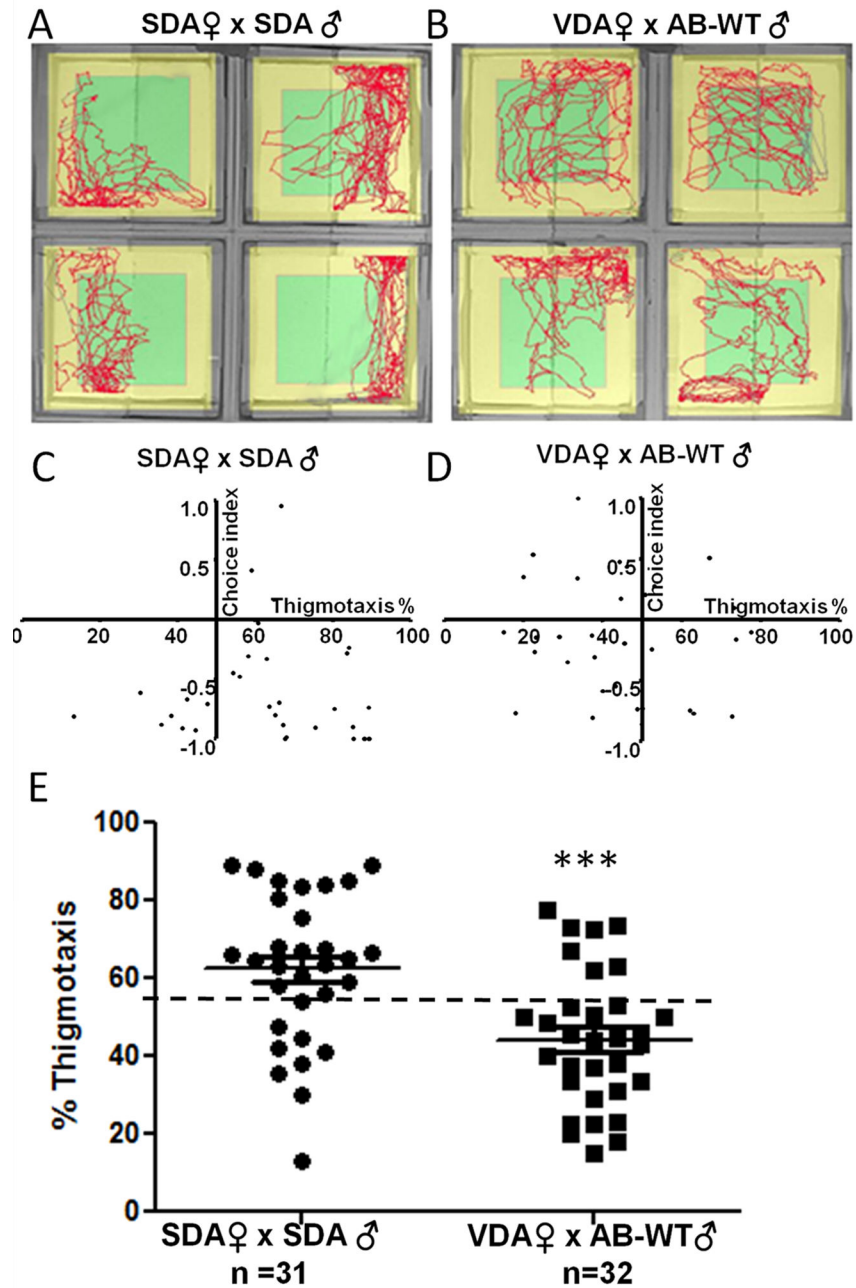 A
SDA♀ x SDA ♂
B
VDA♀ x AB-WT ♂
C
SDA♀ x SDA ♂
D
VDA♀ x AB-WT ♂
1.0
0.5
-0.5
-1.0
Choice index
Thigmotaxis %
0 20 40 60 80 100
1.0
0.5
-0.5
-1.0
Choice index
Thigmotaxis %
0 20 40 60 80 100
E
% Thigmotaxis
100
80
60
40
20
0
***
SDA♀ x SDA ♂
n =31
VDA♀ x AB-WT♂
n=32